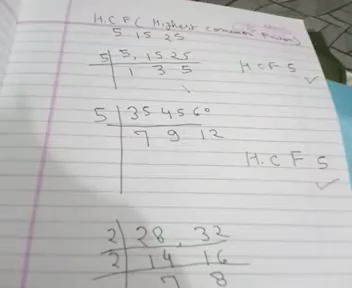 H.C.F ( Highest common Factor)
5 15 25
5 5, 15 25
1 3 5 HCF 5
5 35 45 60
7 9 12
H.C F 5
2 28, 32
2 14 16
7 8